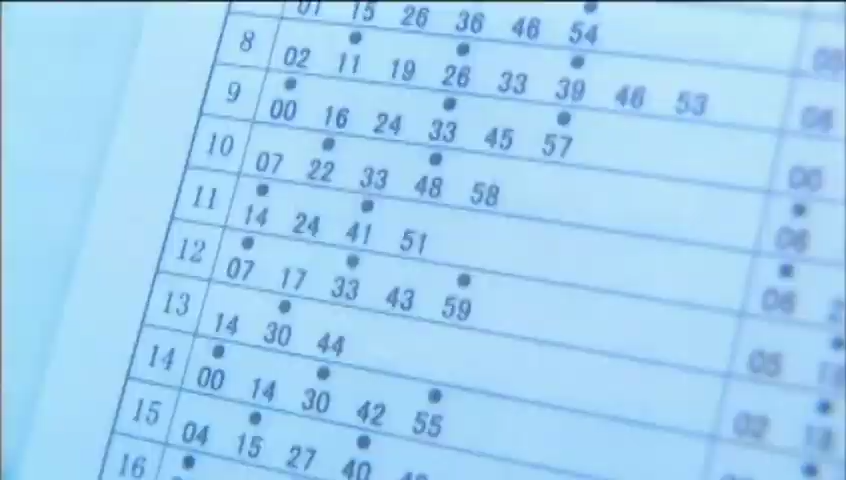 01 15 26 36 46 54
8 02 11 19 26 33 39 46 53
9 00 16 24 33 45 57
10 07 22 33 48 58
11 14 24 41 51
12 07 17 33 43 59
13 14 30 44
14 00 14 30 42 55
15 04 15 27 40
16